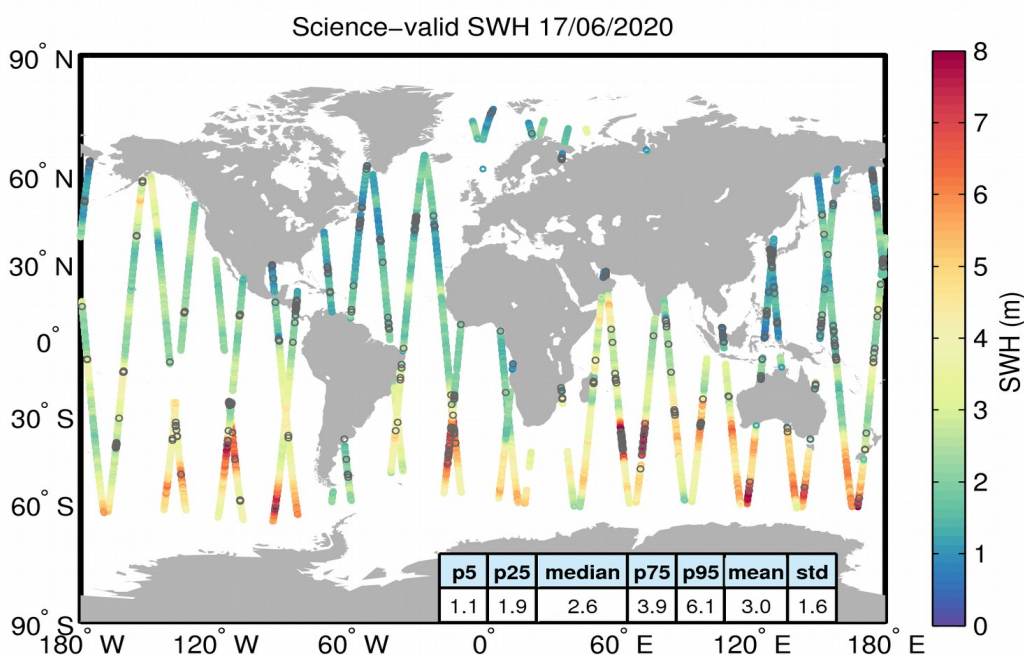 Science−valid SWH 17/06/2020
90° N
60° N
30° N
0°
30° S
60° S
90° S
180° W
120° W
60° W
0°
60° E
120° E
180° E
p5 p25 median p75 p95 mean std
1.1 1.9 2.6 3.9 6.1 3.0 1.6
8
7
6
5
4
3
2
1
0
SWH (m)